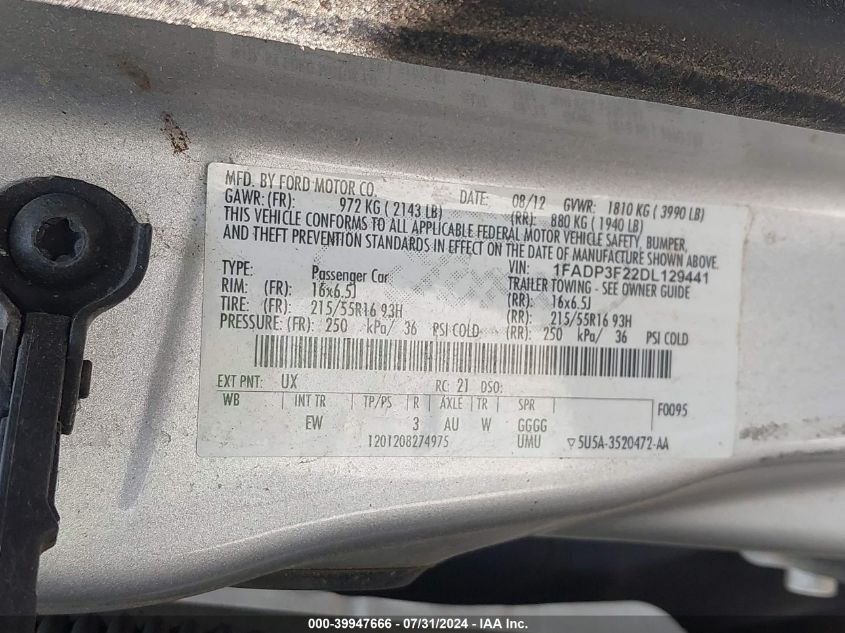 MFD. BY FORD MOTOR CO. DATE: 08/12 GVWR: 1810 KG ( 3990 LB)
GAWR: (FR): 972 KG ( 2143 LB) (RR): 880 KG ( 1940 LB)
THIS VEHICLE CONFORMS TO ALL APPLICABLE FEDERAL MOTOR VEHICLE SAFETY, BUMPER,
AND THEFT PREVENTION STANDARDS IN EFFECT ON THE DATE OF MANUFACTURE SHOWN ABOVE.
VIN: 1FADP3F22DL129441
TYPE: Passenger Car TRAILER TOWING - SEE OWNER GUIDE
RIM: (FR): 16x6.5J (RR): 16x6.5J
TIRE: (FR): 215/55R16 93H (RR): 215/55R16 93H
PRESSURE: (FR): 250 kPa/ 36 PSI COLD (RR): 250 kPa/ 36 PSI COLD
EXT PNT: UX RC: 21 DSO:
WB INT TR TP/PS R AXLE TR SPR F0095
EW 3 AU W GGGG
1201208274975 UMU ▽5U5A-3520472-AA
000-39947666 - 07/31/2024 - IAA Inc.